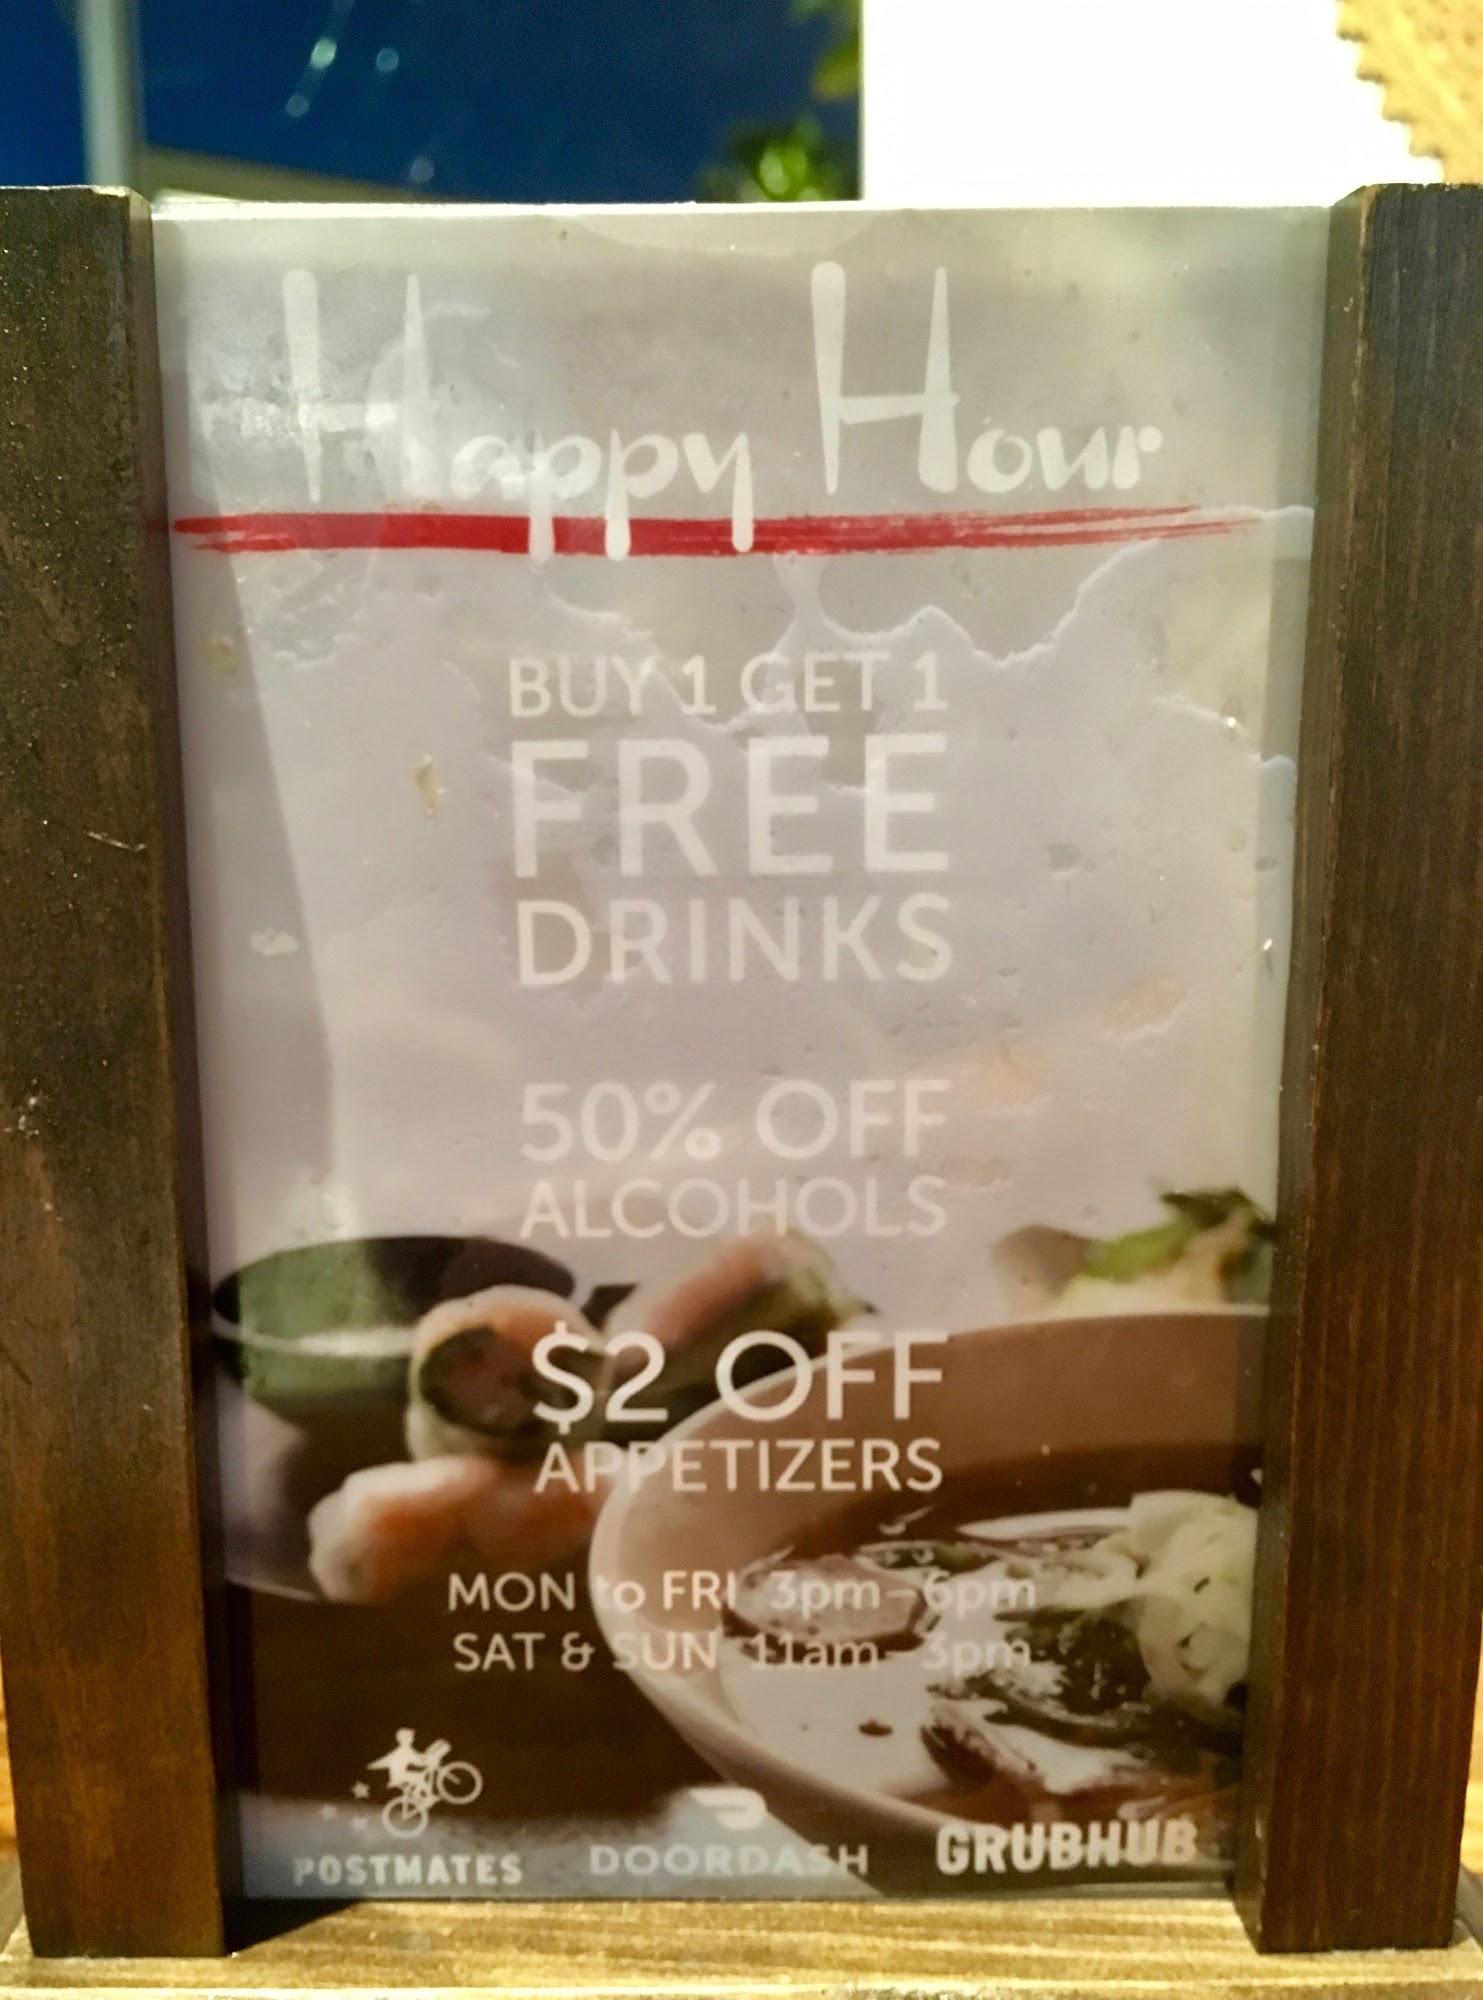 Happy Hour
BUY 1 GET 1
FREE
DRINKS
50% OFF
ALCOHOLS
$2 OFF
APPETIZERS
MON to FRI 3pm-6pm
SAT & SUN 11am-3pm
POSTMATES
DOORDASH
GRUBHUB